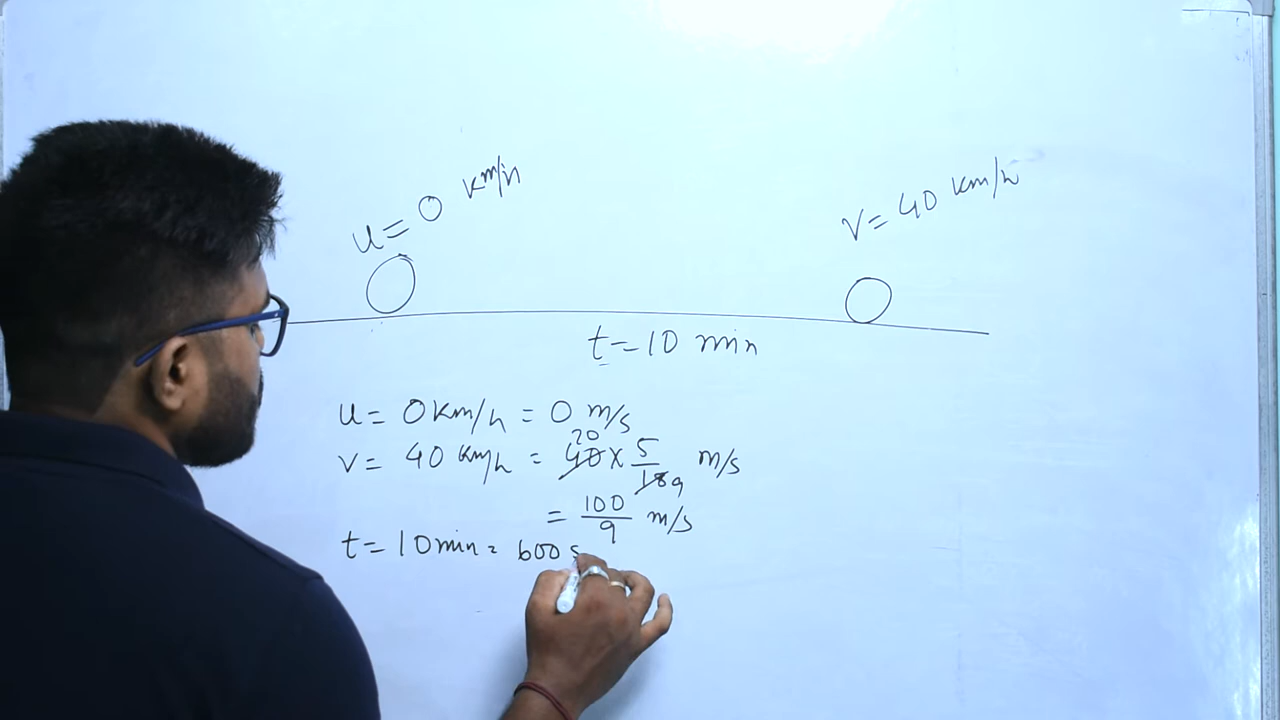 u = 0 km/h
v = 40 km/h
t = 10 min
u = 0 km/h = 0 m/s
20
v = 40 km/h = 40 × 5/18 9 m/s
= 100/9 m/s
t = 10 min = 600 s